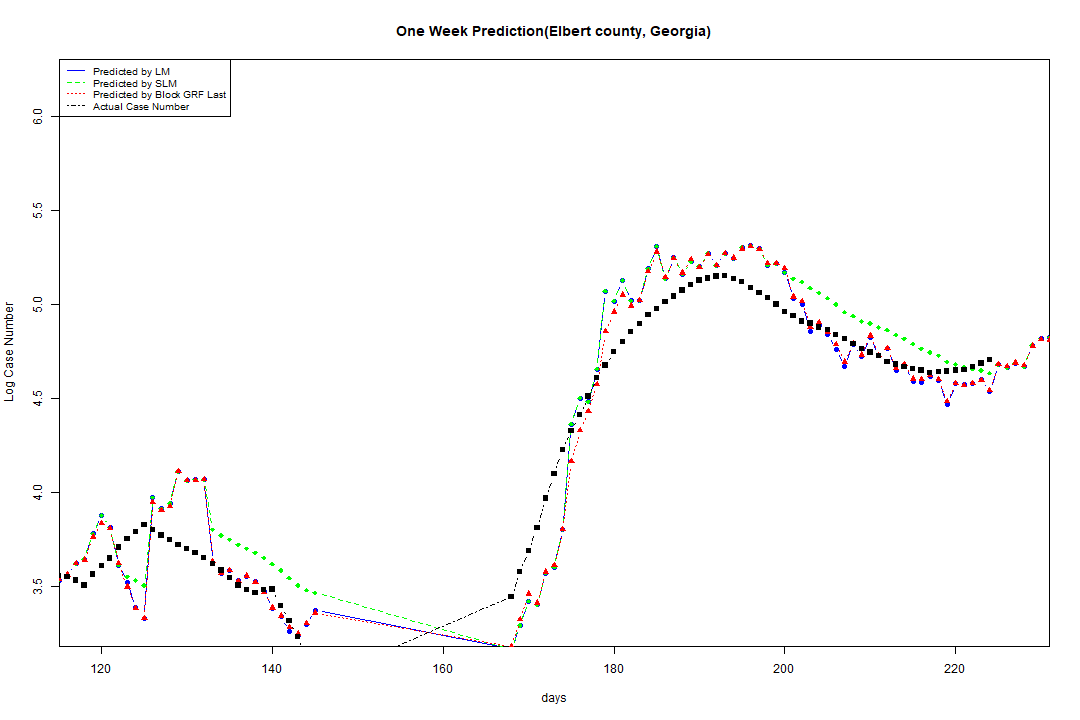 One Week Prediction(Elbert county, Georgia)
Predicted by LM
Predicted by SLM
Predicted by Block GRF Last
Actual Case Number
6.0
5.5
5.0
4.5
4.0
3.5
Log Case Number
120 140 160 180 200 220
days